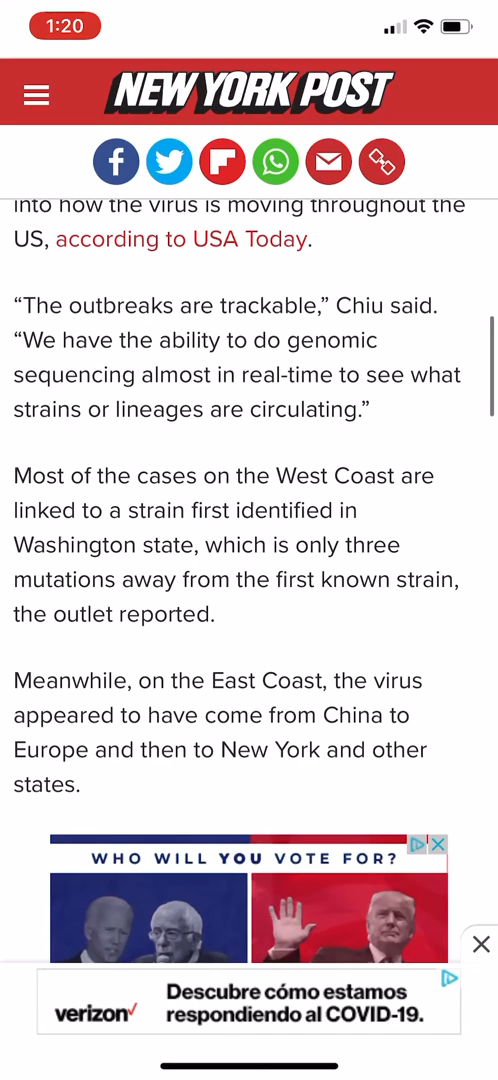 1:20
NEW YORK POST
into how the virus is moving throughout the
US, according to USA Today.
“The outbreaks are trackable,” Chiu said.
“We have the ability to do genomic
sequencing almost in real-time to see what
strains or lineages are circulating.”
Most of the cases on the West Coast are
linked to a strain first identified in
Washington state, which is only three
mutations away from the first known strain,
the outlet reported.
Meanwhile, on the East Coast, the virus
appeared to have come from China to
Europe and then to New York and other
states.
WHO WILL YOU VOTE FOR?
verizon
Descubre cómo estamos
respondiendo al COVID-19.